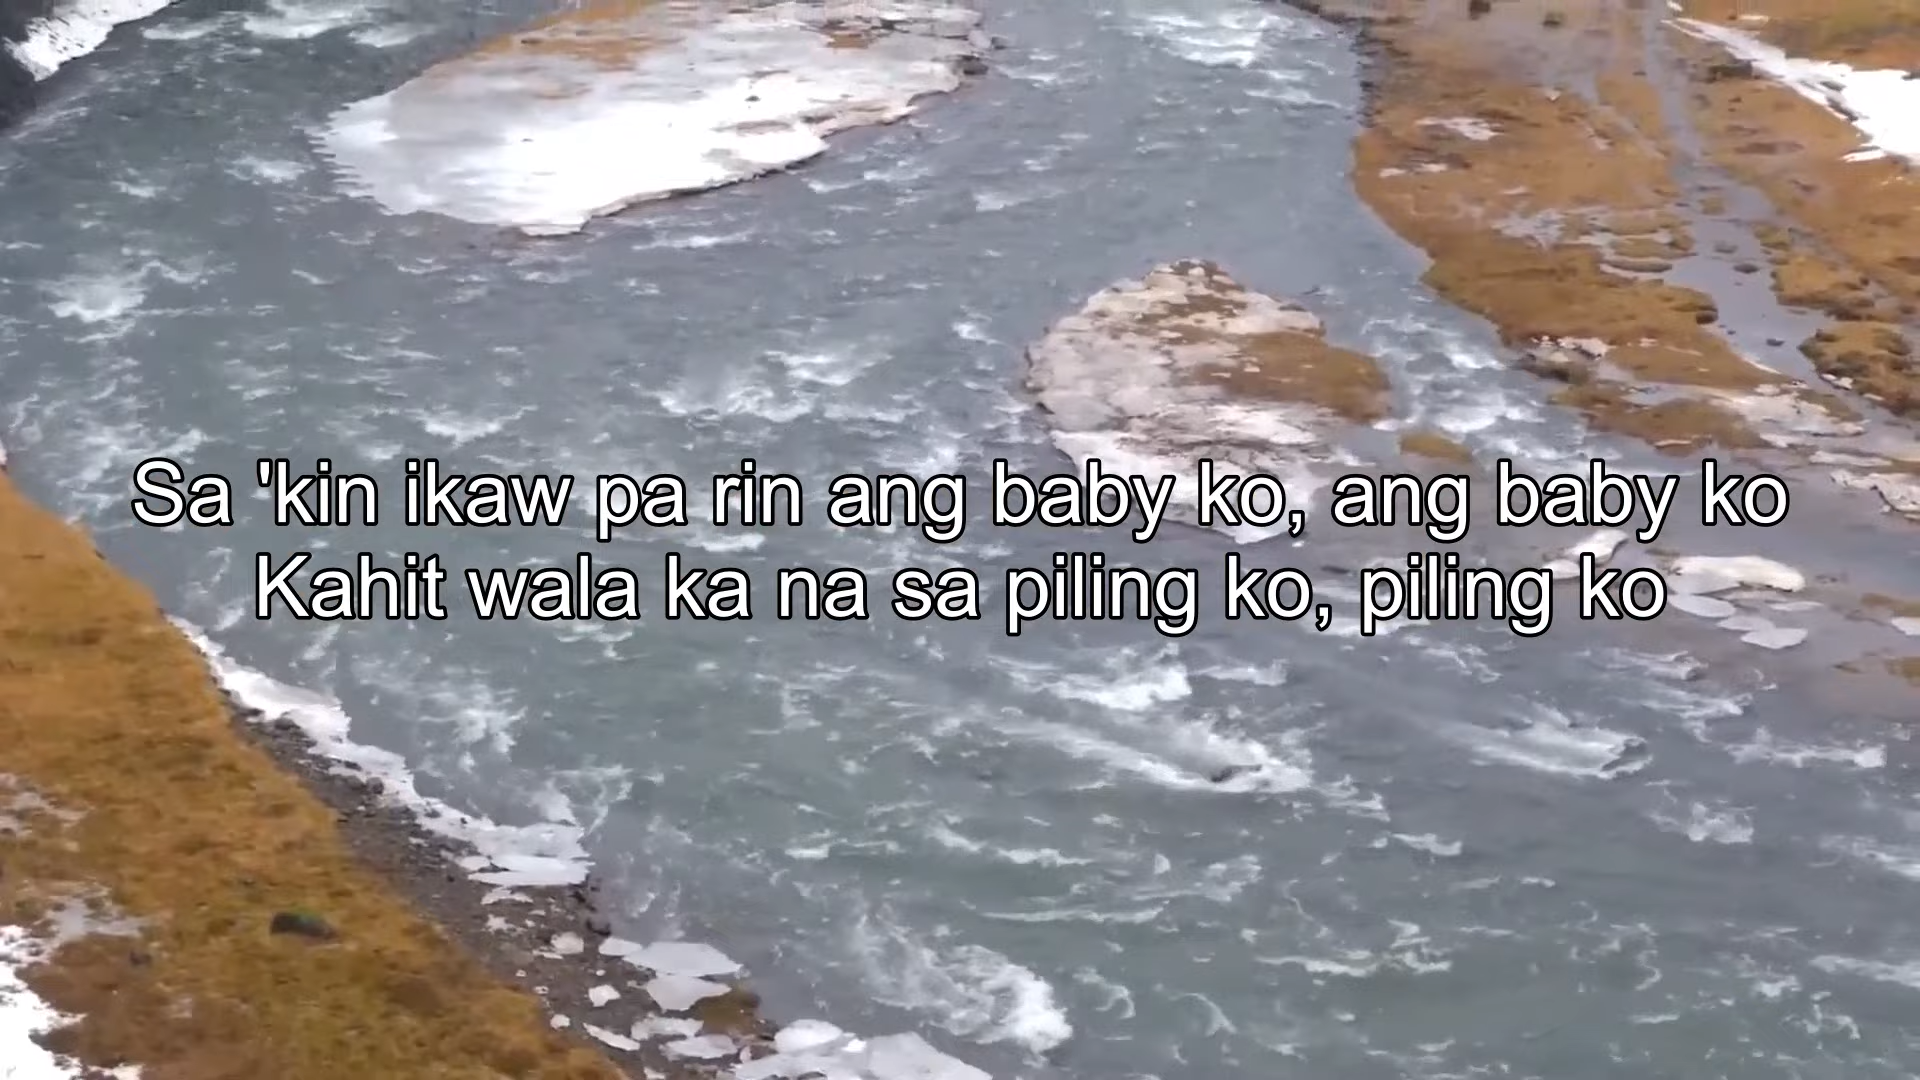 Sa 'kin ikaw pa rin ang baby ko, ang baby ko
Kahit wala ka na sa piling ko, piling ko